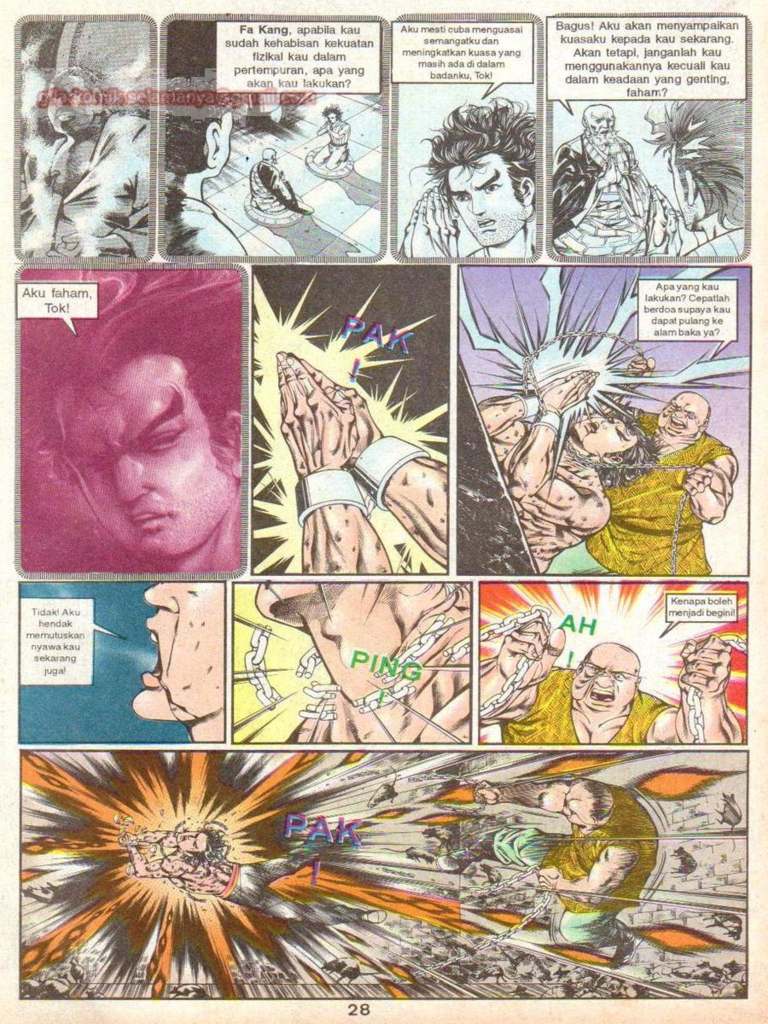 Fa Kang, apabila kau
sudah kehabisan kekuatan
fizikal kau dalam
pertempuran, apa yang
akan kau lakukan?
Aku mesti cuba menguasai
semangatku dan
meningkatkan kuasa yang
masih ada di dalam
badanku, Tok!
Bagus! Aku akan menyampaikan
kuasaku kepada kau sekarang.
Akan tetapi, janganlah kau
menggunakannya kecuali kau
dalam keadaan yang genting,
faham?
Aku faham,
Tok!
PAK
!
Apa yang kau
lakukan? Cepatlah
berdoa supaya kau
dapat pulang ke
alam baka ya?
Tidak! Aku
hendak
memutuskan
nyawa kau
sekarang
juga!
PING
!
AH
!
Kenapa boleh
menjadi begini!
PAK
!
28